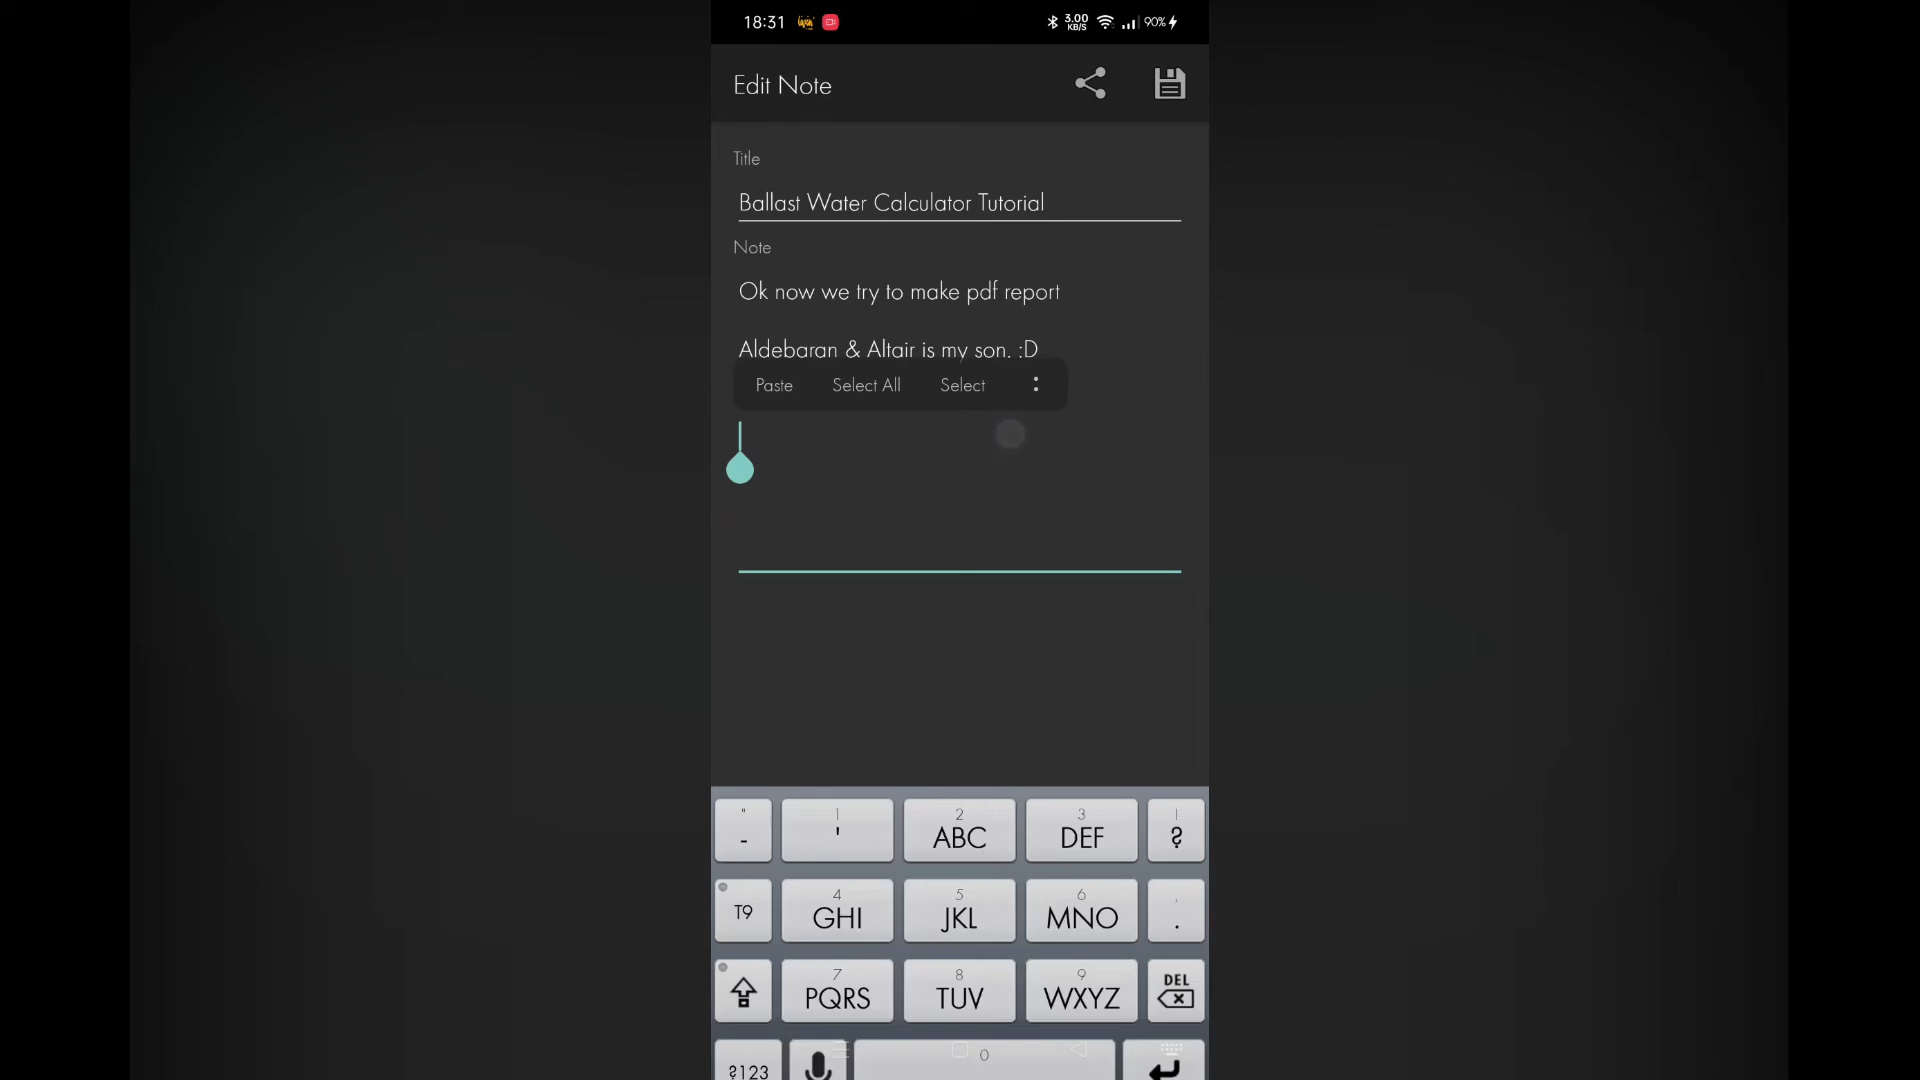 18:31 3.00 KB/S 90%
Edit Note
Title
Ballast Water Calculator Tutorial
Note
Ok now we try to make pdf report
Aldebaran & Altair is my son. :D
Paste Select All Select
" 1 2 3 |
- ' ABC DEF ?
4 5 6 ,
T9 GHI JKL MNO .
7 8 9 DEL
PQRS TUV WXYZ
?123 0